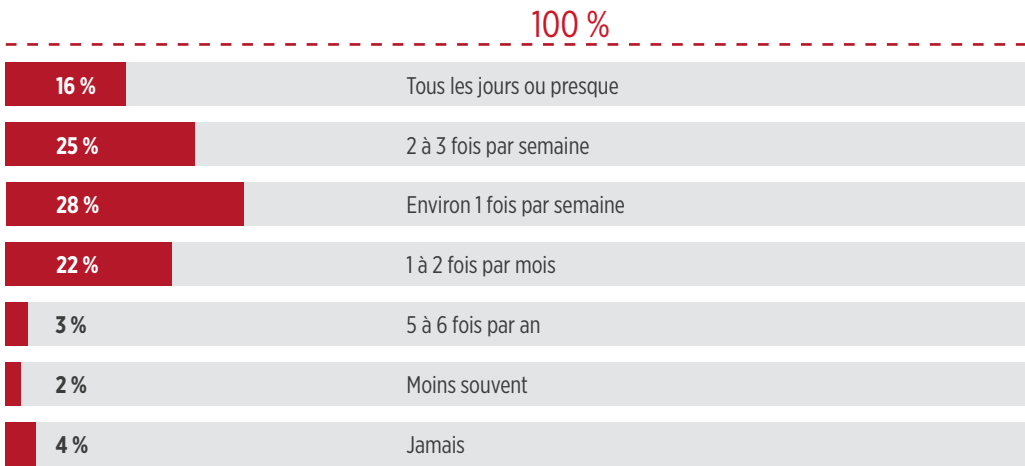 100 %
16 % Tous les jours ou presque
25 % 2 à 3 fois par semaine
28 % Environ 1 fois par semaine
22 % 1 à 2 fois par mois
3 % 5 à 6 fois par an
2 % Moins souvent
4 % Jamais